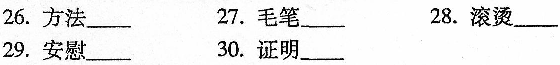 26. 方法____ 27. 毛笔____ 28. 滚烫____
29. 安慰____ 30. 证明____